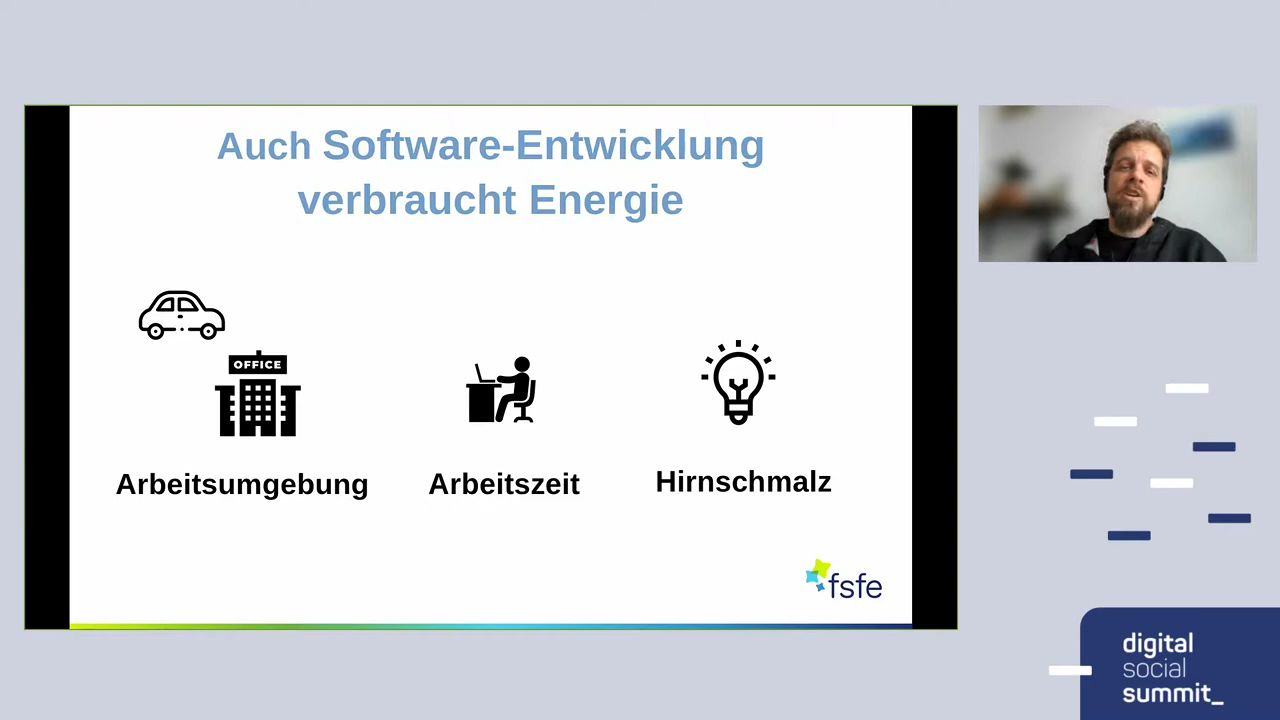 Auch Software-Entwicklung
verbraucht Energie
OFFICE
Arbeitsumgebung
Arbeitszeit
Hirnschmalz
fsfe
digital
social
summit_